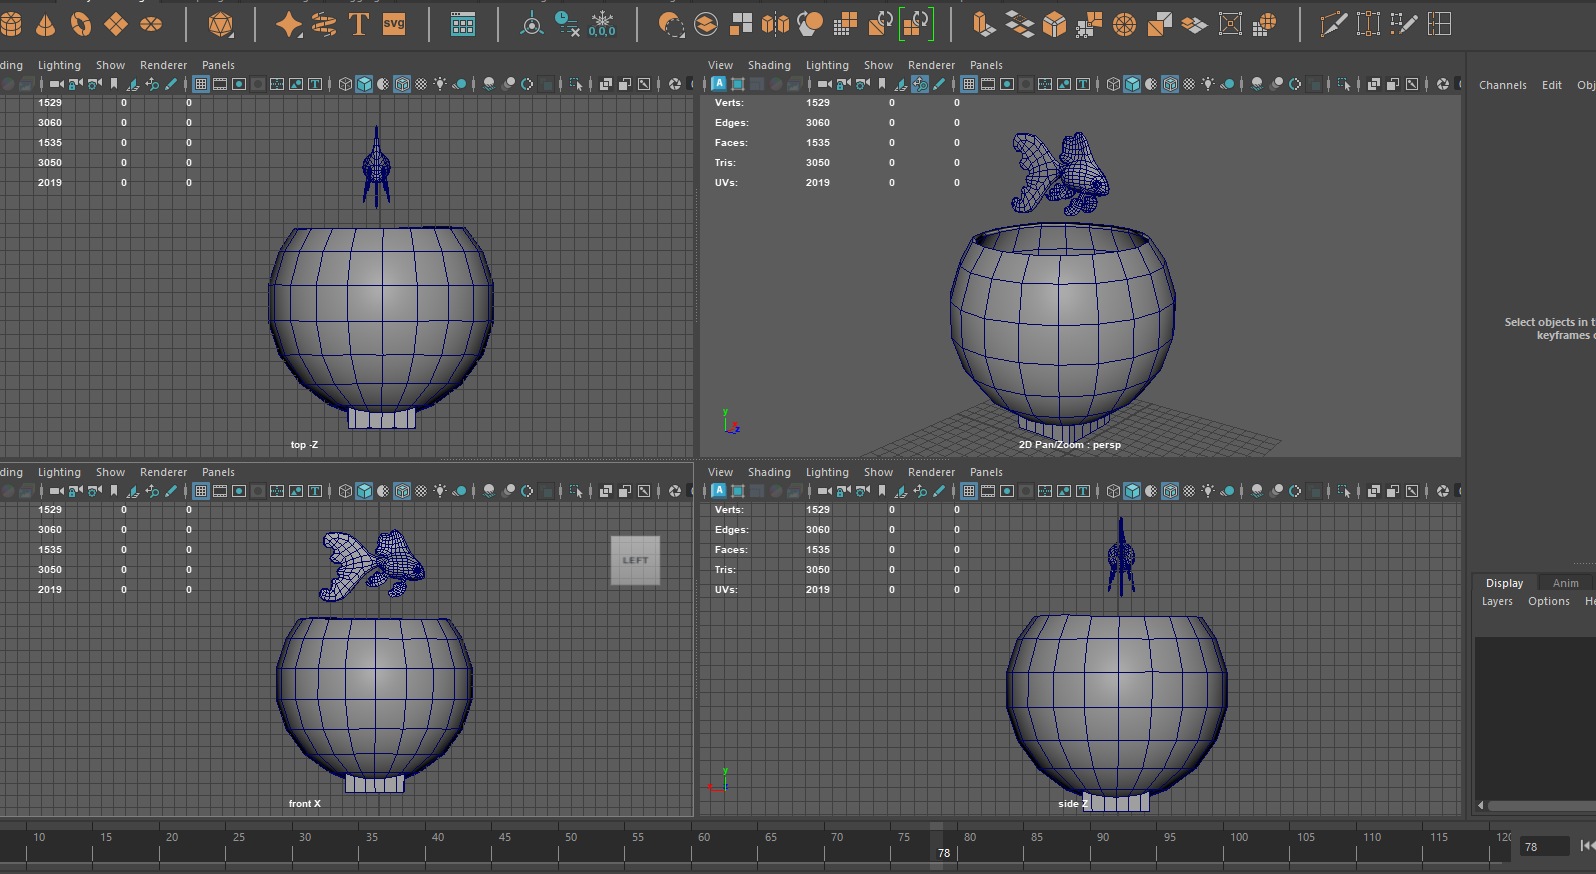 svg
0,0,0
ding Lighting Show Renderer Panels
View Shading Lighting Show Renderer Panels
Channels Edit Obj
1529 0 0
3060 0 0
1535 0 0
3050 0 0
2019 0 0
Verts: 1529 0 0
Edges: 3060 0 0
Faces: 1535 0 0
Tris: 3050 0 0
UVs: 2019 0 0
Select objects in t
keyframes o
y
z
top -Z
2D Pan/Zoom : persp
ding Lighting Show Renderer Panels
View Shading Lighting Show Renderer Panels
1529 0 0
3060 0 0
1535 0 0
3050 0 0
2019 0 0
LEFT
Verts: 1529 0 0
Edges: 3060 0 0
Faces: 1535 0 0
Tris: 3050 0 0
UVs: 2019 0 0
Display Anim
Layers Options He
y
front X
side Z
10 15 20 25 30 35 40 45 50 55 60 65 70 75 80 85 90 95 100 105 110 115 120
78
78